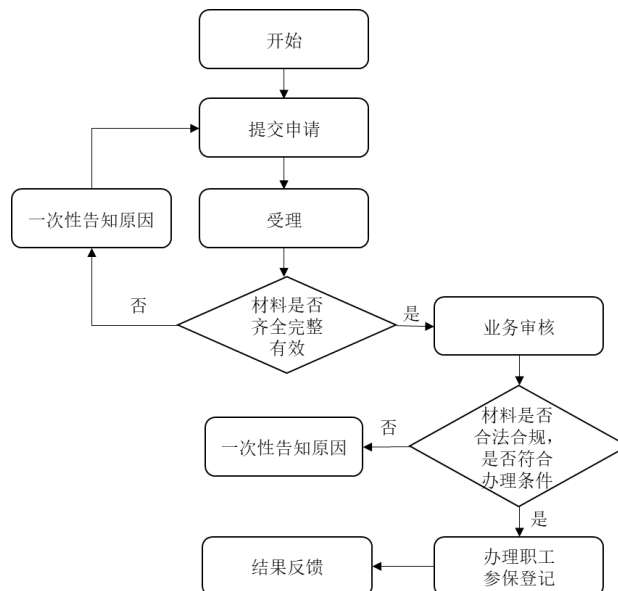 开始
提交申请
一次性告知原因
受理
否
材料是否
齐全完整
有效
是
业务审核
一次性告知原因
否
材料是否
合法合规，
是否符合
办理条件
是
结果反馈
办理职工
参保登记